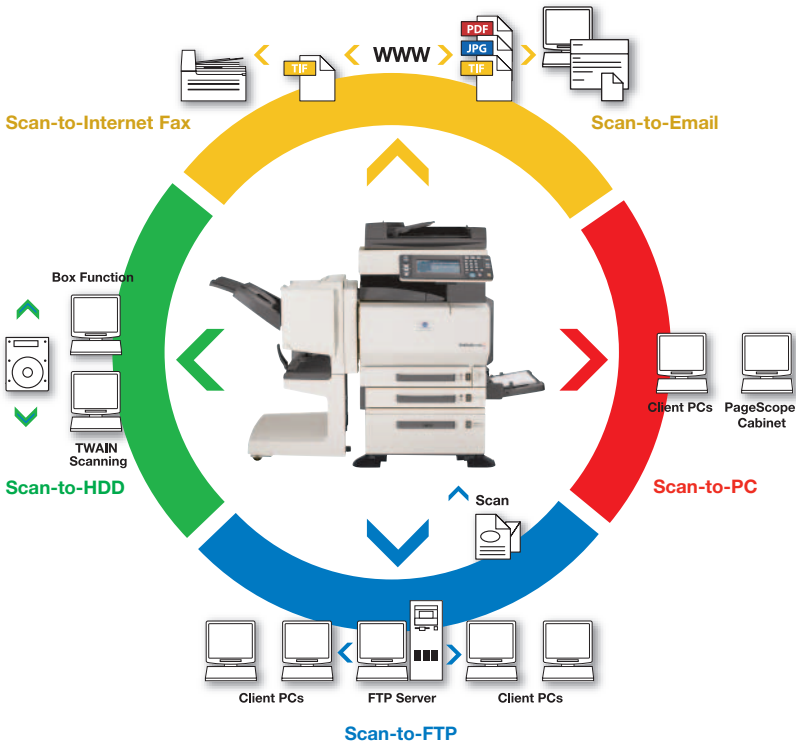 PDF
WWW
JPG
TIF
TIF
Scan-to-Internet Fax
Scan-to-Email
Box Function
Client PCs
PageScope
Cabinet
TWAIN
Scanning
Scan-to-HDD
Scan-to-PC
Scan
Client PCs
FTP Server
Client PCs
Scan-to-FTP